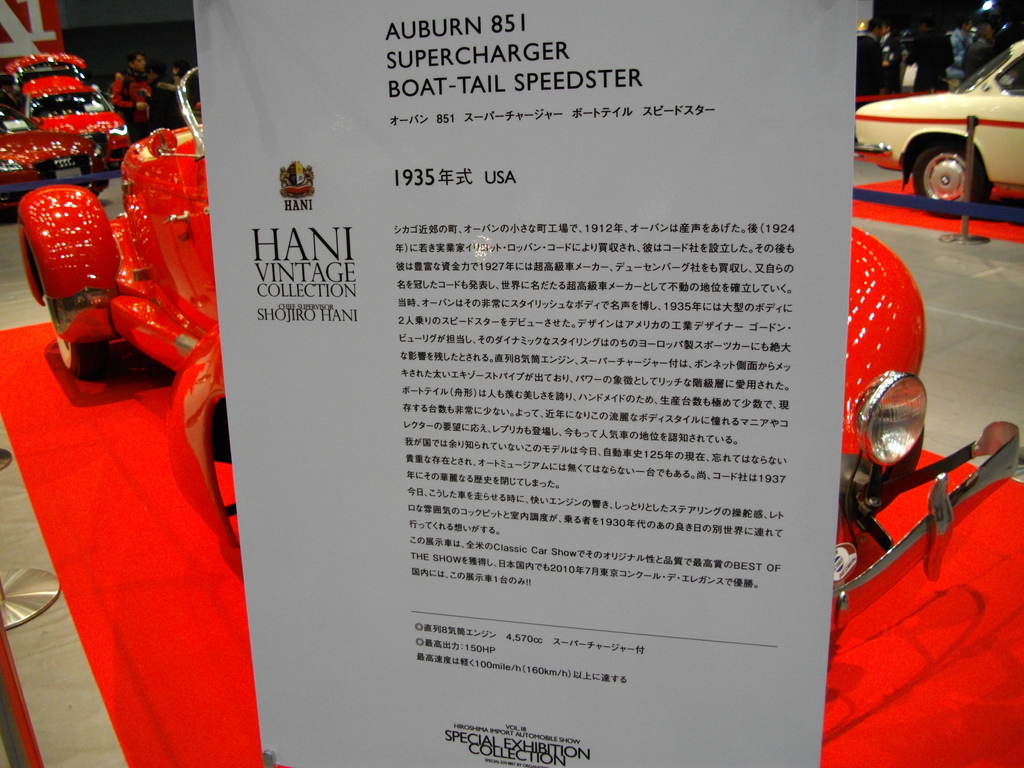 AUBURN 851
SUPERCHARGER
BOAT-TAIL SPEEDSTER
オーバン 851 スーパーチャージャー ボートテイル スピードスター
1935年式 USA
HANI
HANI
VINTAGE
COLLECTION
CHIEF SUPERVISOR
SHOJIRO HANI
シカゴ近郊の町、オーバンの小さな町工場で、1912年、オーバンは産声をあげた。後(1924
年)に若き実業家イリット・ロッバン・コードにより買収され、彼はコード社を設立した。その後も
彼は豊富な資金力で1927年には超高級車メーカー、デューセンバーグ社をも買収し、又自らの
名を冠したコードも発表し、世界に名だたる超高級車メーカーとして不動の地位を確立していく。
当時、オーバンはその非常にスタイリッシュなボディで名声を博し、1935年には大型のボディに
2人乗りのスピードスターをデビューさせた。デザインはアメリカの工業デザイナー ゴードン・
ビューリグが担当し、そのダイナミックなスタイリングはのちのヨーロッパ製スポーツカーにも絶大
な影響を残したとされる。直列8気筒エンジン、スーパーチャージャー付は、ボンネット側面からメッ
キされた太いエキゾーストパイプが出ており、パワーの象徴としてリッチな階級層に愛用された。
ボートテイル(舟形)は人も羨む美しさを誇り、ハンドメイドのため、生産台数も極めて少数で、現
存する台数も非常に少ない。よって、近年になりこの流麗なボディスタイルに憧れるマニアやコ
レクターの要望に応え、レプリカも登場し、今もって人気車の地位を認知されている。
我が国では余り知られていないこのモデルは今日、自動車史125年の現在、忘れてはならない
貴重な存在とされ、オートミュージアムには無くてはならない一台でもある。尚、コード社は1937
年にその華麗なる歴史を閉じてしまった。
今日、こうした車を走らせる時に、快いエンジンの響き、しっとりとしたステアリングの操舵感、レト
ロな雰囲気のコックピットと室内調度が、乗る者を1930年代のあの良き日の別世界に連れて
行ってくれる想いがする。
この展示車は、全米のClassic Car Showでそのオリジナル性と品質で最高賞のBEST OF
THE SHOWを獲得し、日本国内でも2010年7月東京コンクール・デ・エレガンスで優勝。
国内には、この展示車1台のみ!!
◎直列8気筒エンジン 4,570cc スーパーチャージャー付
◎最高出力:150HP
最高速度は軽く100mile/h(160km/h)以上に達する
VOL.18
HIROSHIMA IMPORT AUTOMOBILE SHOW
SPECIAL EXHIBITION
COLLECTION